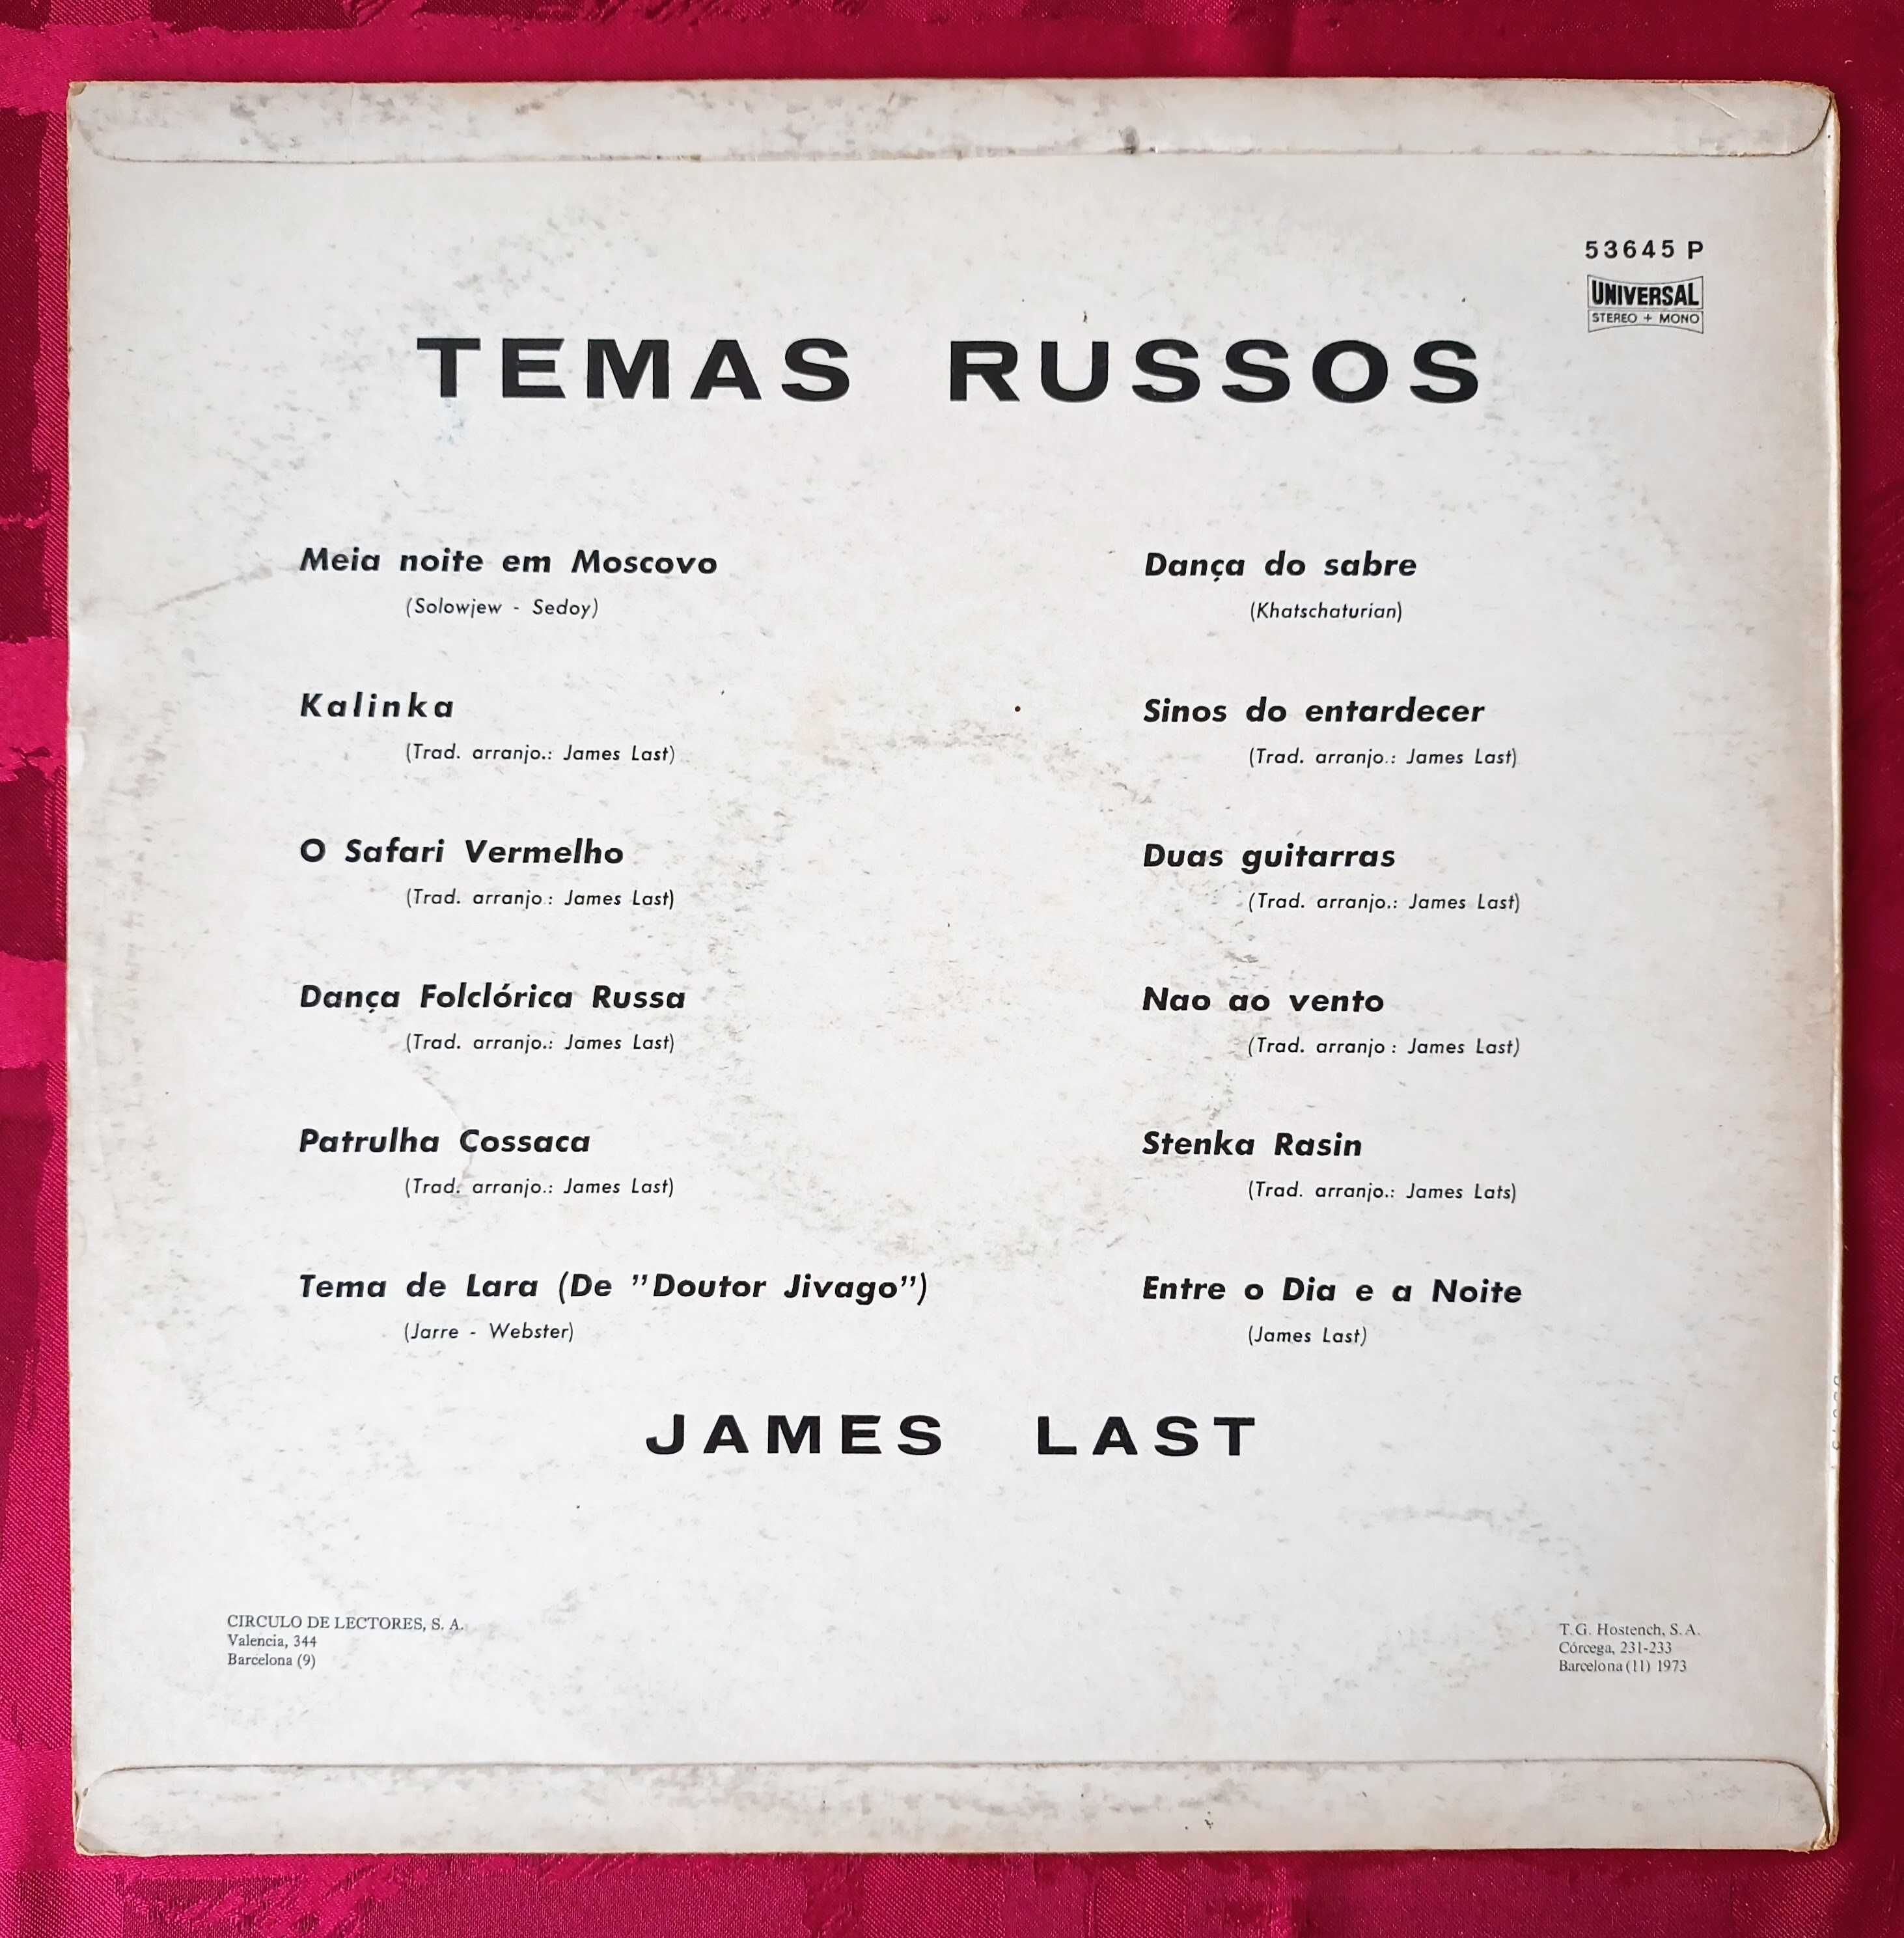 53645 P
UNIVERSAL
STEREO + MONO
TEMAS RUSSOS
Meia noite em Moscovo
(Solowjew - Sedoy)
Kalinka
(Trad. arranjo.: James Last)
O Safari Vermelho
(Trad. arranjo: James Last)
Dança Folclórica Russa
(Trad. arranjo.: James Last)
Patrulha Cossaca
(Trad. arranjo.: James Last)
Tema de Lara (De ”Doutor Jivago”)
(Jarre - Webster)
Dança do sabre
(Khatschaturian)
Sinos do entardecer
(Trad. arranjo.: James Last)
Duas guitarras
(Trad. arranjo.: James Last)
Nao ao vento
(Trad. arranjo: James Last)
Stenka Rasin
(Trad. arranjo.: James Lats)
Entre o Dia e a Noite
(James Last)
JAMES LAST
CIRCULO DE LECTORES, S. A.
Valencia, 344
Barcelona (9)
T.G. Hostench, S.A.
Córcega, 231-233
Barcelona (11) 1973